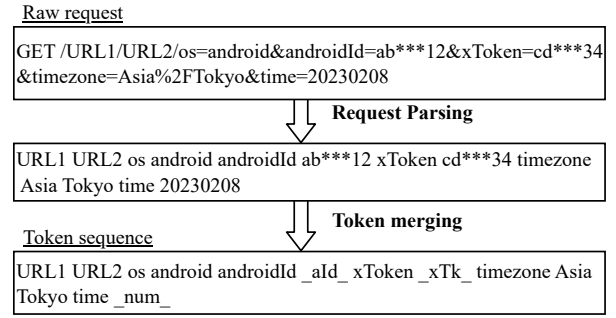 Raw request
GET /URL1/URL2/os=android&androidId=ab***12&xToken=cd***34
&timezone=Asia%2FTokyo&time=20230208
Request Parsing
URL1 URL2 os android androidId ab***12 xToken cd***34 timezone
Asia Tokyo time 20230208
Token merging
Token sequence
URL1 URL2 os android androidId _aId_ xToken _xTk_ timezone Asia
Tokyo time _num_